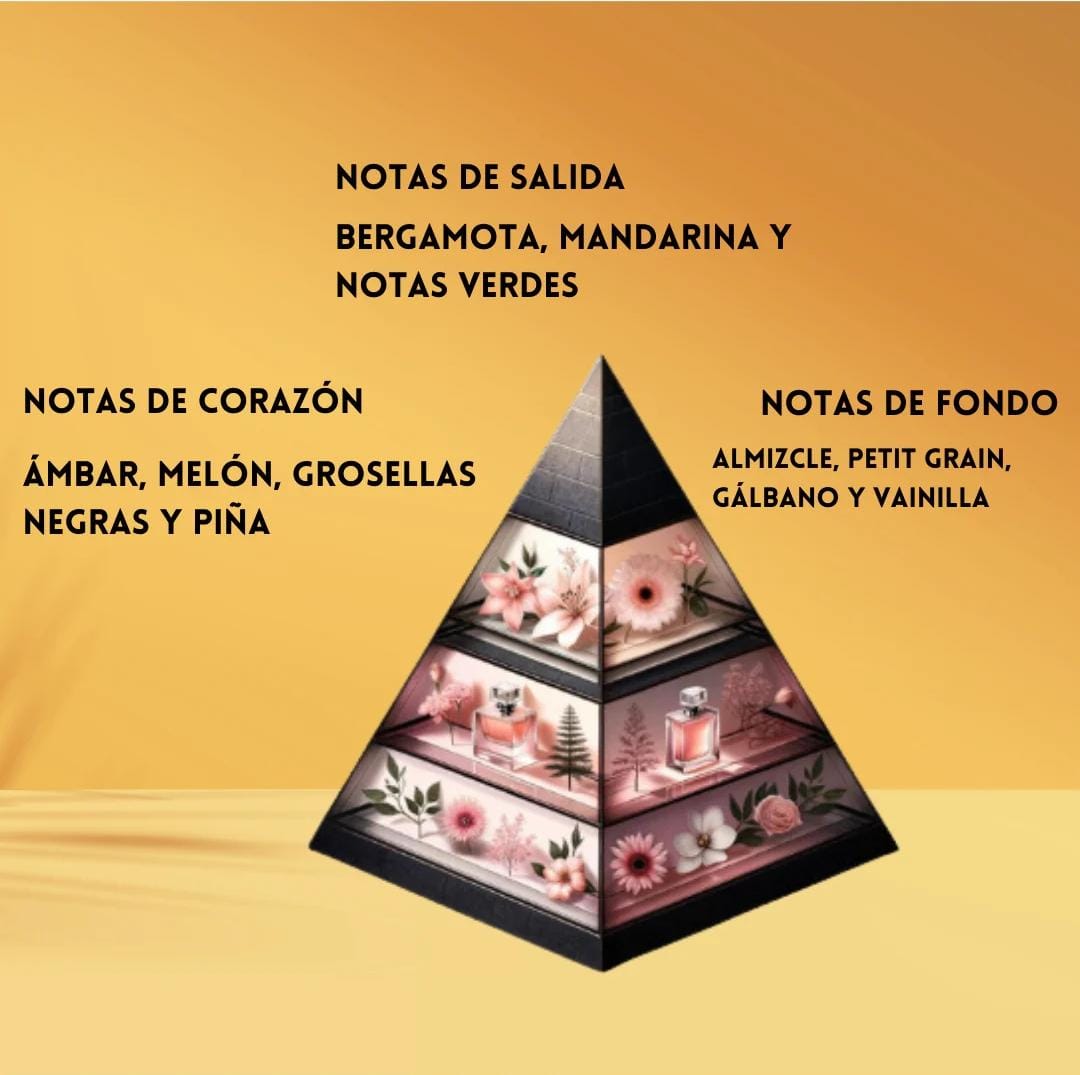 NOTAS DE SALIDA
BERGAMOTA, MANDARINA Y
NOTAS VERDES
NOTAS DE CORAZÓN
ÁMBAR, MELÓN, GROSELLAS
NEGRAS Y PIÑA
NOTAS DE FONDO
ALMIZCLE, PETIT GRAIN,
GÁLBANO Y VAINILLA